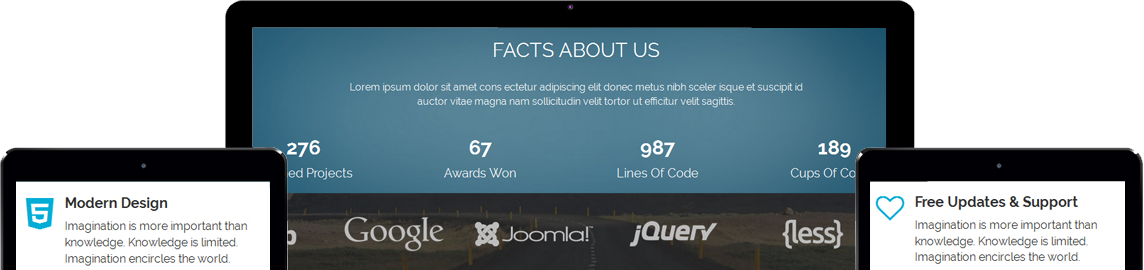 FACTS ABOUT US
Lorem ipsum dolor sit amet cons ectetur adipiscing elit donec metus nibh sceler isque et suscipit id
auctor vitae magna nam sollicitudin velit tortor ut efficitur velit sagittis.
276 67 987 189
ed Projects Awards Won Lines Of Code Cups Of Co
Google Joomla! jQuery {less}
Modern Design
Imagination is more important than
knowledge. Knowledge is limited.
Imagination encircles the world.
Free Updates & Support
Imagination is more important than
knowledge. Knowledge is limited.
Imagination encircles the world.